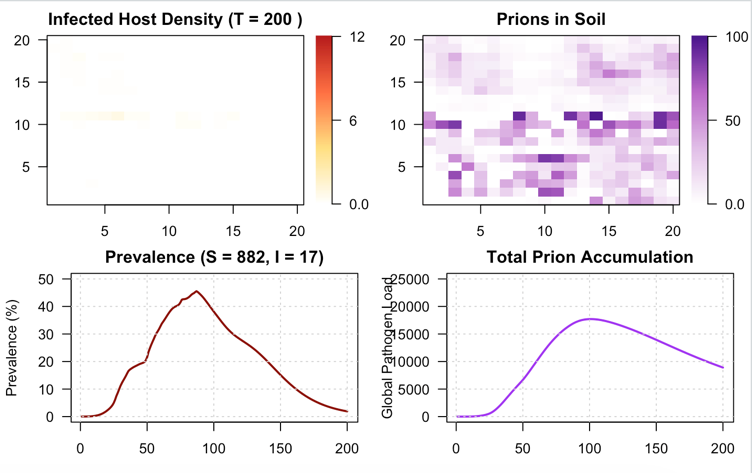 Infected Host Density (T = 200 )
20
15
10
5
5 10 15 20
12
6
0.0
Prions in Soil
20
15
10
5
5 10 15 20
100
50
0.0
Prevalence (S = 882, I = 17)
Prevalence (%)
50
40
30
20
10
0
0 50 100 150 200
Total Prion Accumulation
Global Pathogen Load
25000
20000
15000
10000
5000
0
0 50 100 150 200